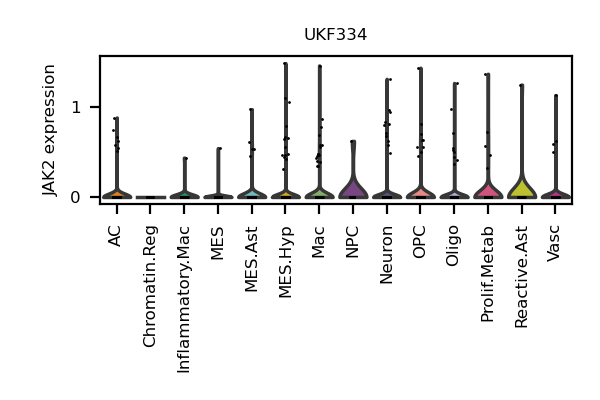 UKF334
JAK2 expression
1
0
AC
Chromatin.Reg
Inflammatory.Mac
MES
MES.Ast
MES.Hyp
Mac
NPC
Neuron
OPC
Oligo
Prolif.Metab
Reactive.Ast
Vasc